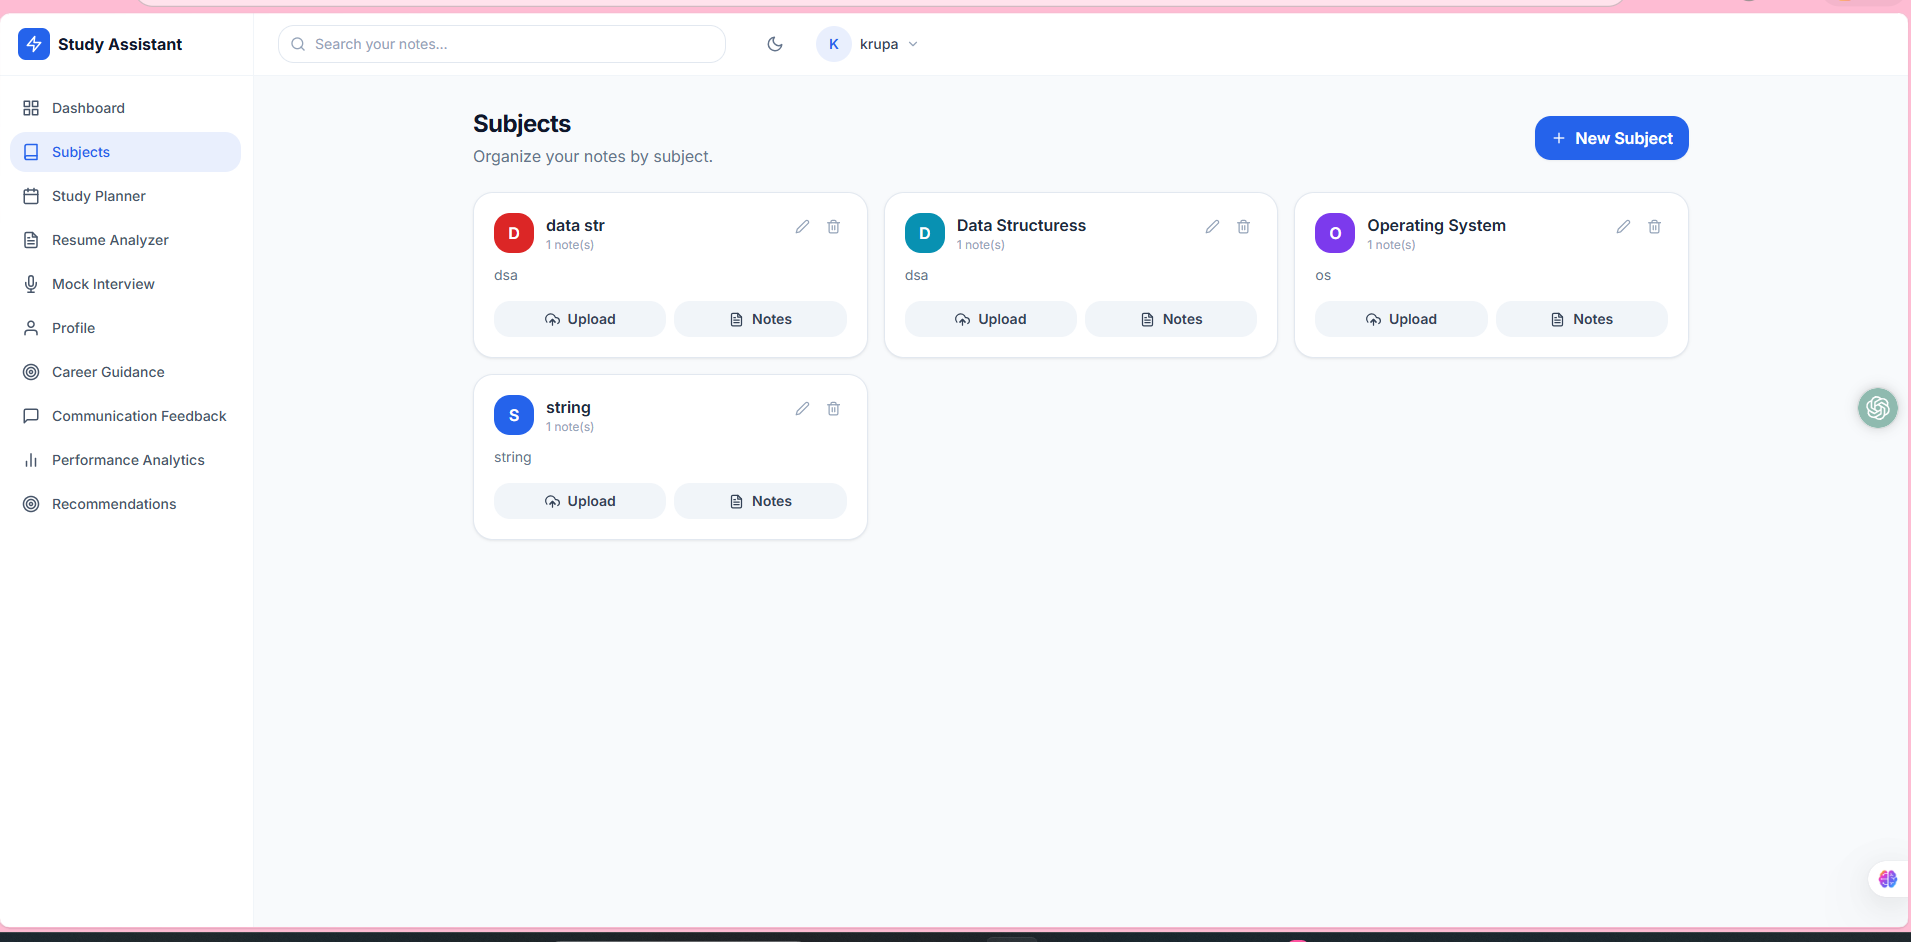 Study Assistant
Search your notes...
K
krupa
Dashboard
Subjects
Study Planner
Resume Analyzer
Mock Interview
Profile
Career Guidance
Communication Feedback
Performance Analytics
Recommendations
Subjects
Organize your notes by subject.
New Subject
D
data str
1 note(s)
dsa
Upload
Notes
D
Data Structuress
1 note(s)
dsa
Upload
Notes
O
Operating System
1 note(s)
os
Upload
Notes
S
string
1 note(s)
string
Upload
Notes